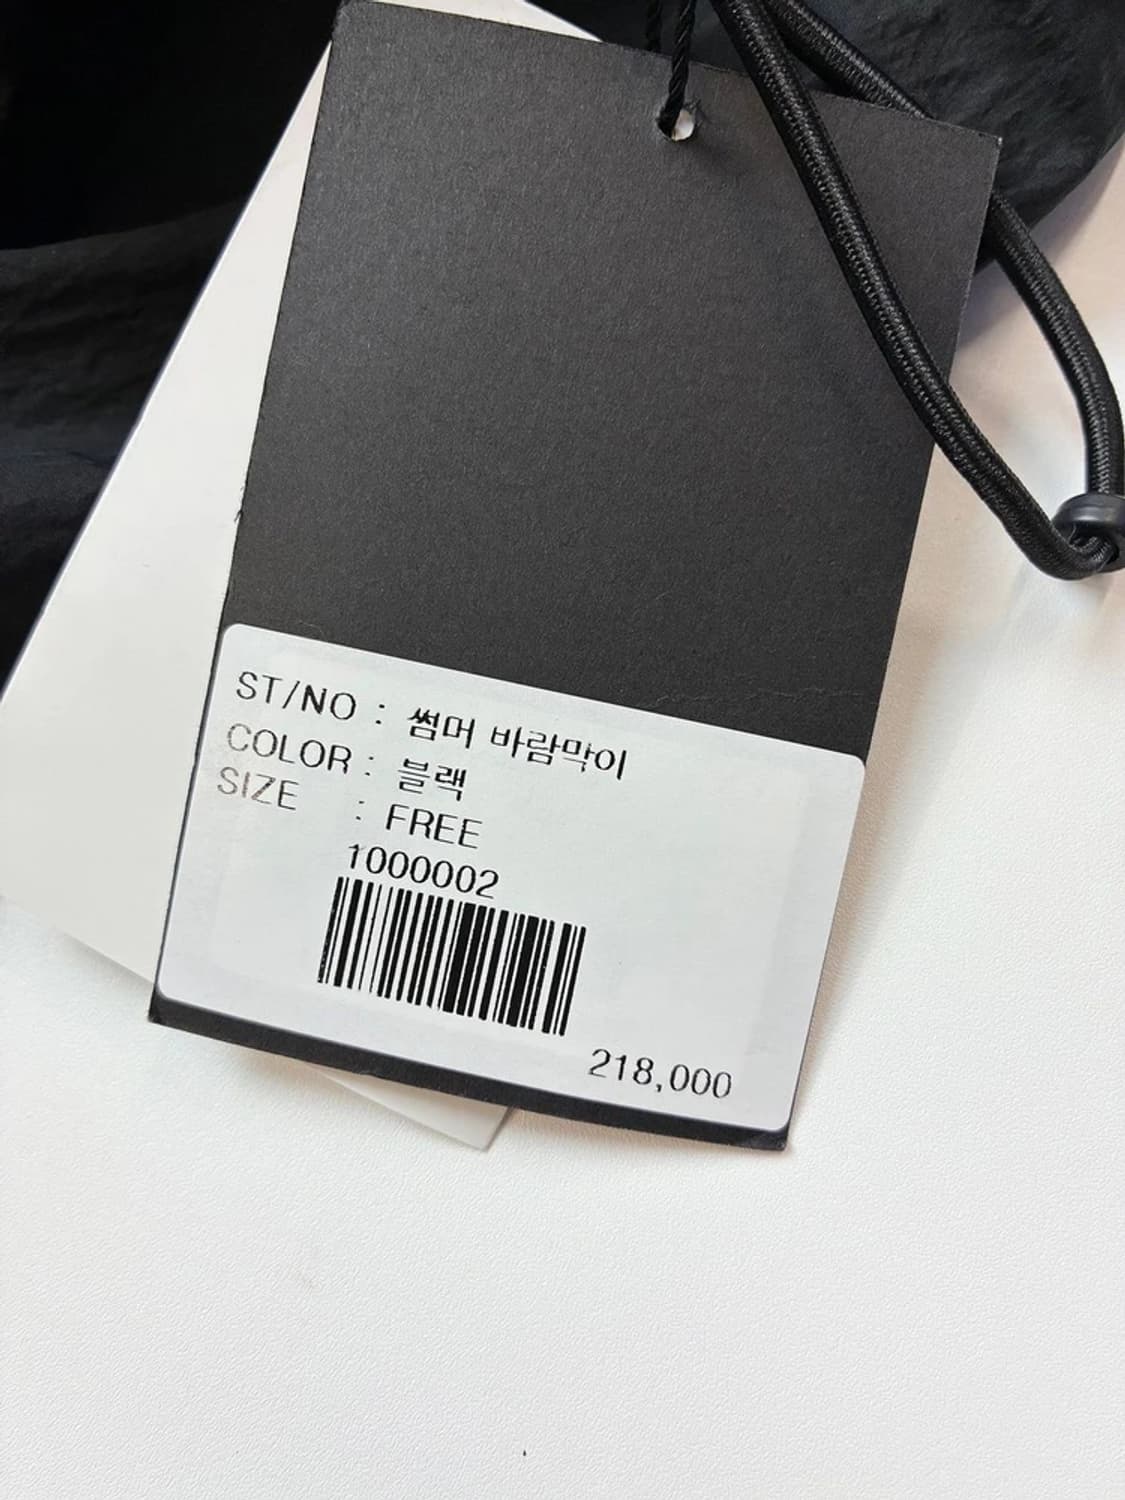 ST/NO : 썸머 바람막이
COLOR : 블랙
SIZE : FREE
1000002
218,000